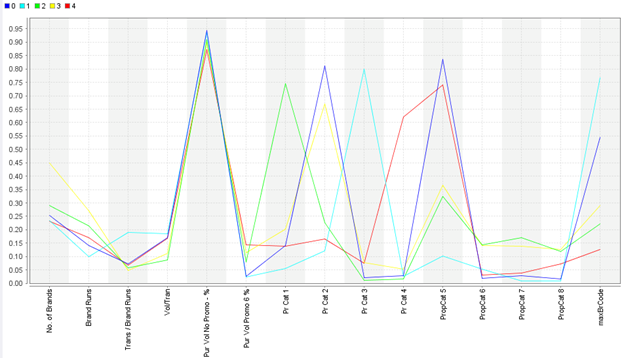 0 1 2 3 4
0.95
0.90
0.85
0.80
0.75
0.70
0.65
0.60
0.55
0.50
0.45
0.40
0.35
0.30
0.25
0.20
0.15
0.10
0.05
0.00
No. of Brands
Brand Runs
Trans / Brand Runs
Vol/Tran
Pur Vol No Promo - %
Pur Vol Promo 6 %
Pr Cat 1
Pr Cat 2
Pr Cat 3
Pr Cat 4
PropCat 5
PropCat 6
PropCat 7
PropCat8
maxBrCode